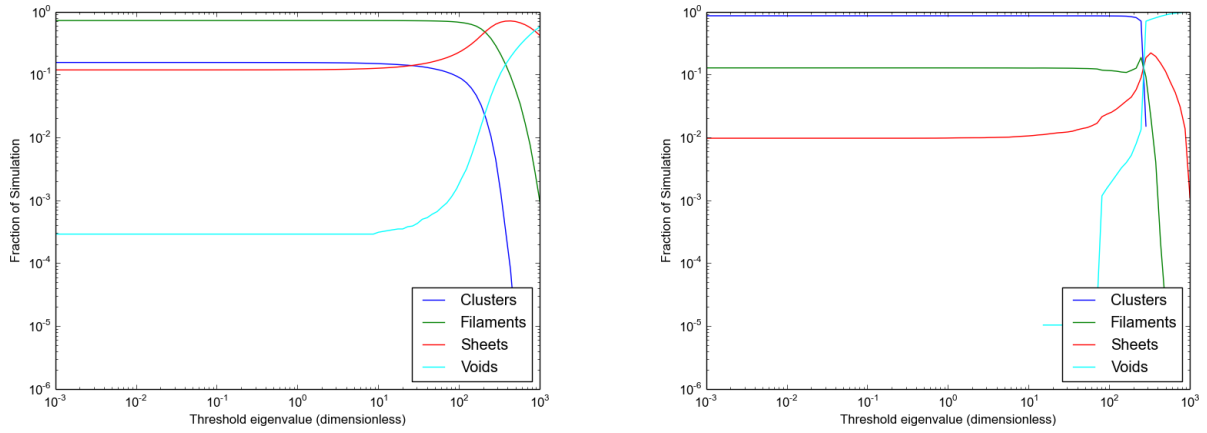 10^0
10^-1
10^-2
10^-3
10^-4
10^-5
10^-6
Fraction of Simulation
10^-3 10^-2 10^-1 10^0 10^1 10^2 10^3
Threshold eigenvalue (dimensionless)
Clusters
Filaments
Sheets
Voids
10^0
10^-1
10^-2
10^-3
10^-4
10^-5
10^-6
Fraction of Simulation
10^-3 10^-2 10^-1 10^0 10^1 10^2 10^3
Threshold eigenvalue (dimensionless)
Clusters
Filaments
Sheets
Voids